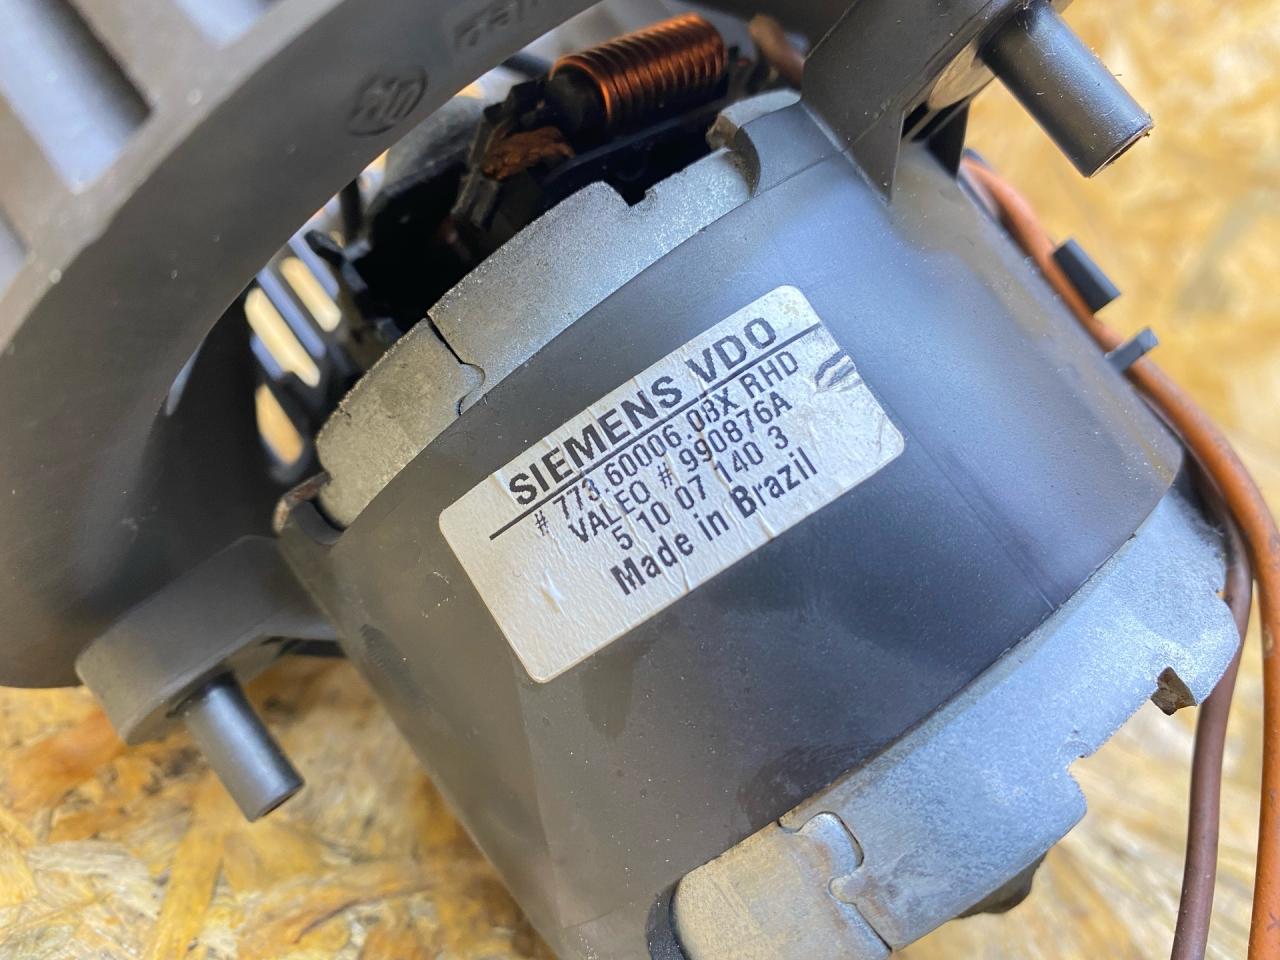 SIEMENS VDO
# 773.60006.08X RHD
VALEO # 990876A
5 10 07 140 3
Made in Brazil